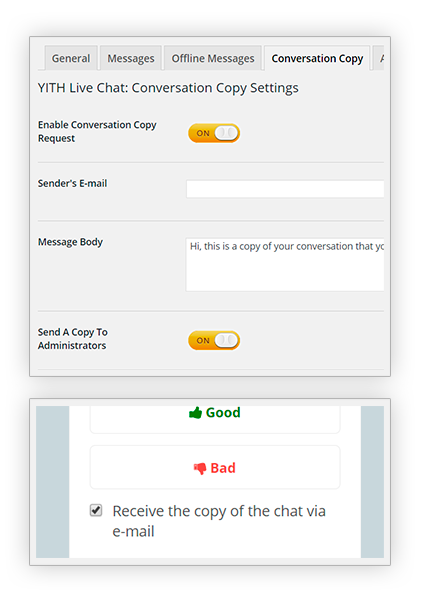 General Messages Offline Messages Conversation Copy
YITH Live Chat: Conversation Copy Settings
Enable Conversation Copy
Request
ON
Sender's E-mail
Message Body
Hi, this is a copy of your conversation that
Send A Copy To
Administrators
ON
Good
Bad
Receive the copy of the chat via
e-mail